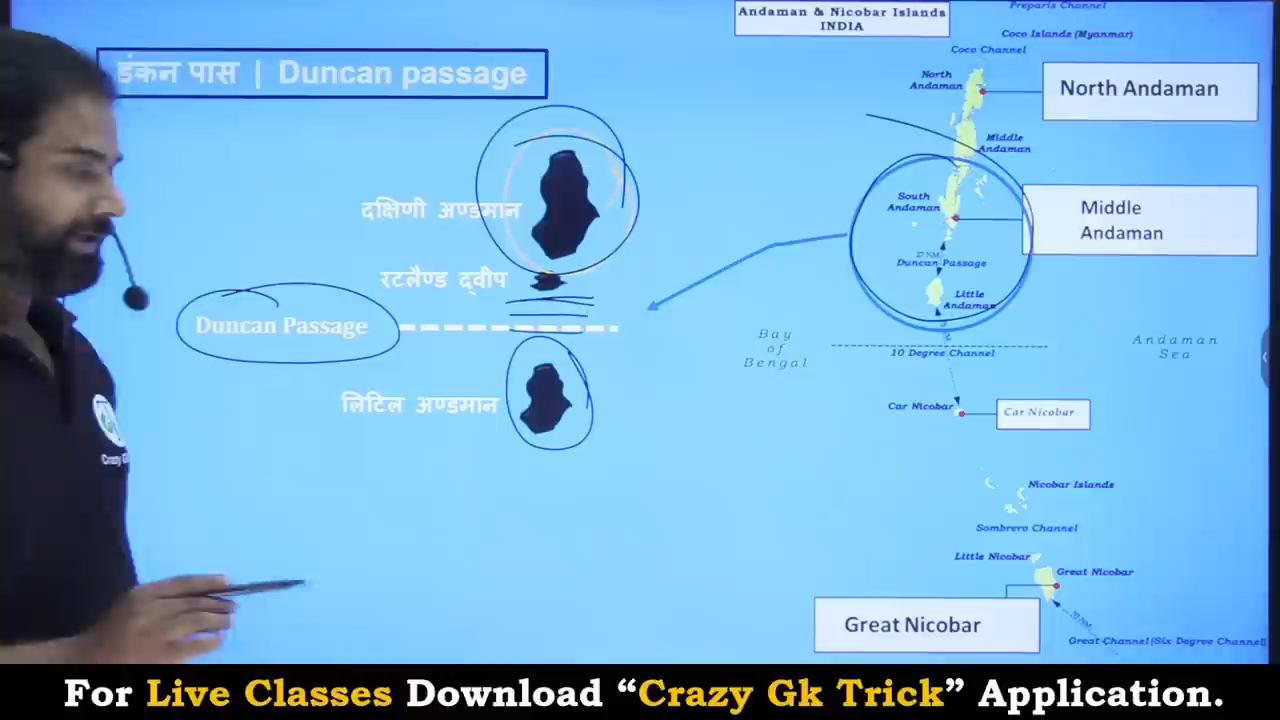 Andaman & Nicobar Islands
INDIA
Preparis Channel
Coco Islands (Myanmar)
Coco Channel
डंकन पास | Duncan passage
North
Andaman
North Andaman
Middle
Andaman
दक्षिणी अण्डमान
South
Andaman
Middle
Andaman
27 NM
Duncan Passage
रटलैण्ड द्वीप
Little
Andaman
Duncan Passage
Bay
of
Bengal
Andaman
Sea
10 Degree Channel
लिटिल अण्डमान
Car Nicobar
Car Nicobar
Nicobar Islands
Sombrero Channel
Little Nicobar
Great Nicobar
Great Nicobar
Great Channel (Six Degree Channel)
For Live Classes Download “Crazy Gk Trick” Application.